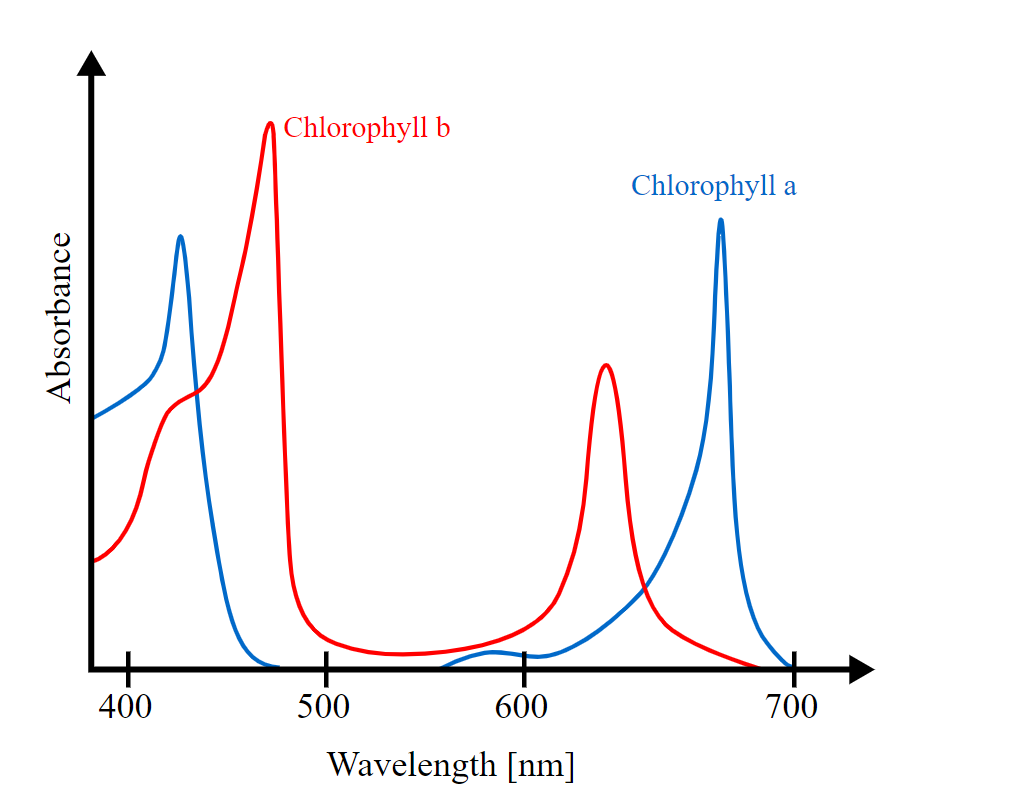 Chlorophyll b
Chlorophyll a
Absorbance
400 500 600 700
Wavelength [nm]